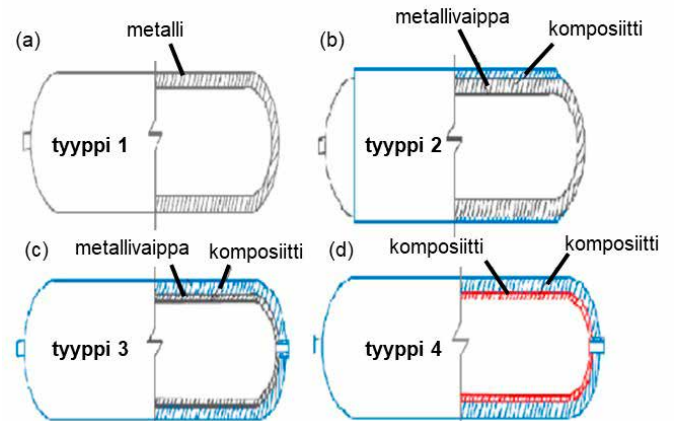 (a)
metalli
tyyppi 1
(b)
metallivaippa
komposiitti
tyyppi 2
(c)
metallivaippa
komposiitti
tyyppi 3
(d)
komposiitti
komposiitti
tyyppi 4